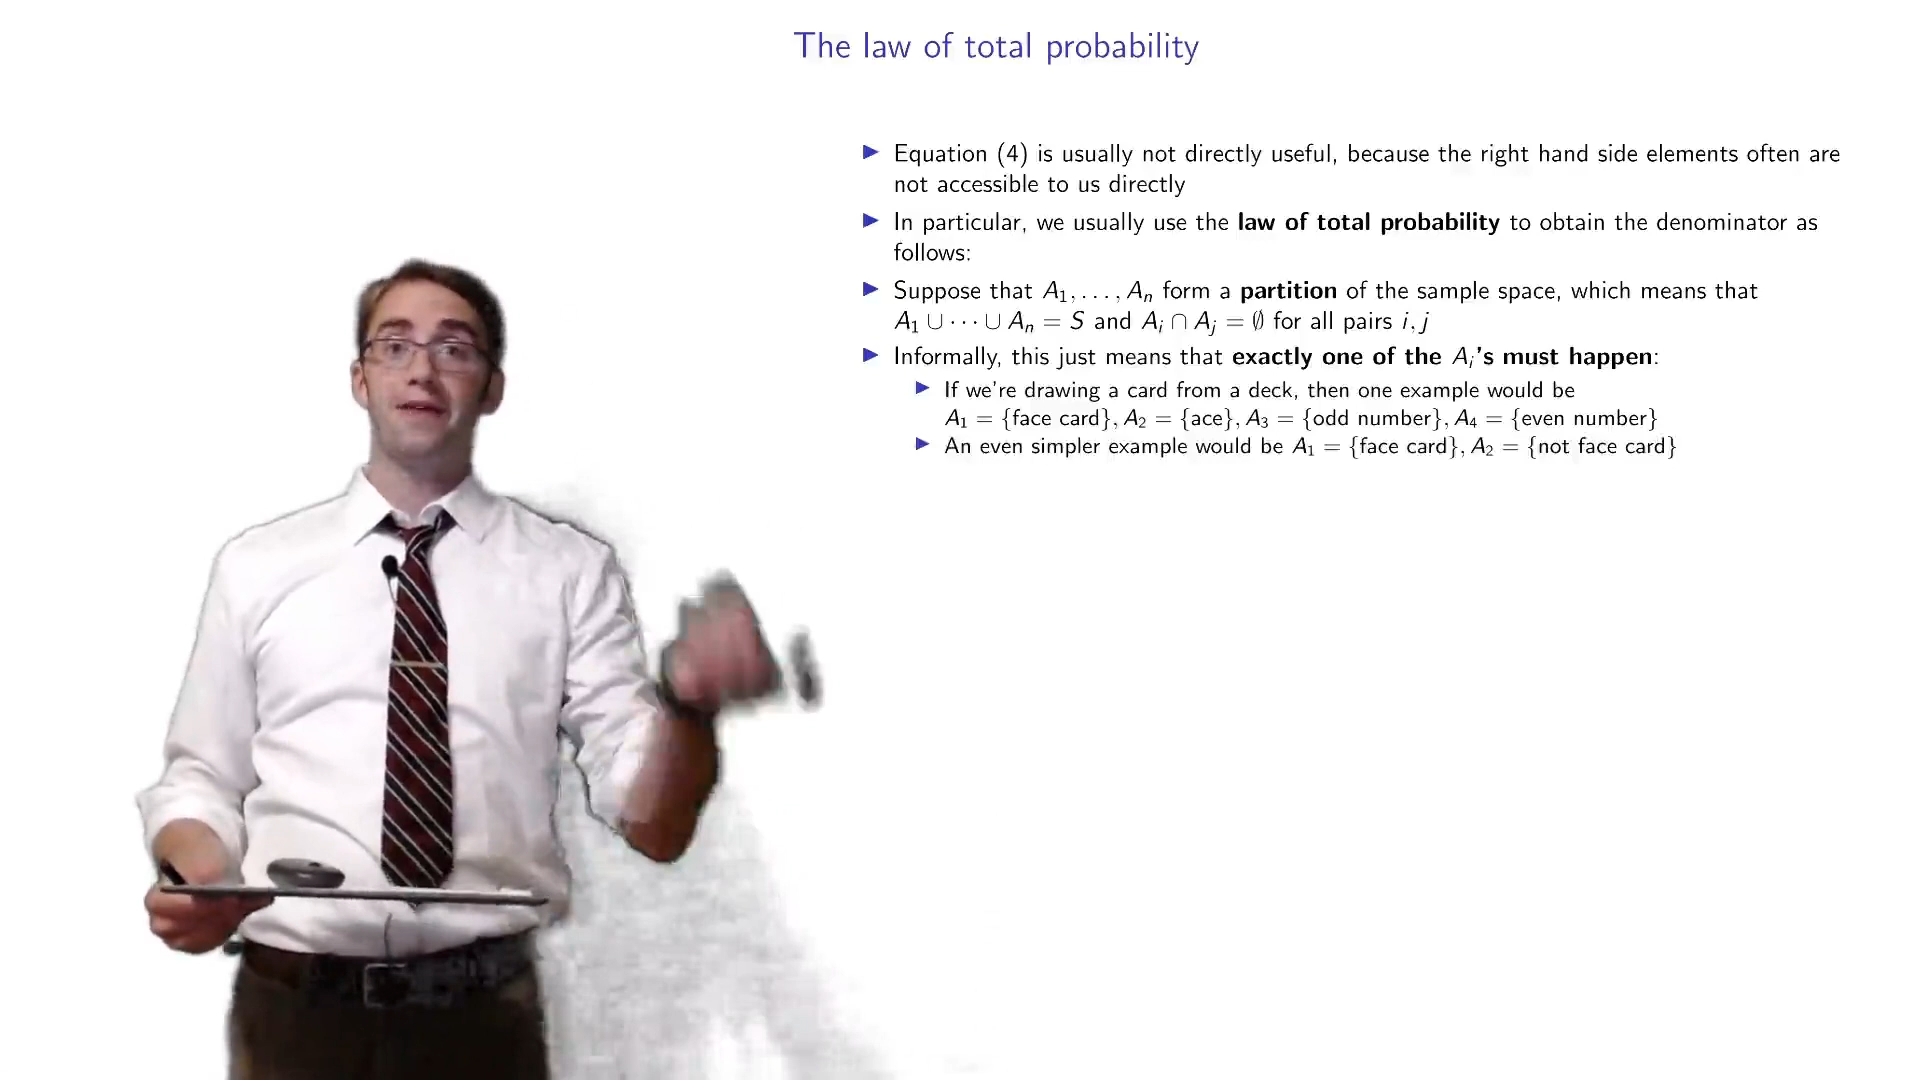 The law of total probability
▶ Equation (4) is usually not directly useful, because the right hand side elements often are
not accessible to us directly
▶ In particular, we usually use the law of total probability to obtain the denominator as
follows:
▶ Suppose that A₁, . . . , Aₙ form a partition of the sample space, which means that
A₁ ∪ · · · ∪ Aₙ = S and Aᵢ ∩ Aⱼ = ∅ for all pairs i, j
▶ Informally, this just means that exactly one of the Aᵢ's must happen:
▶ If we're drawing a card from a deck, then one example would be
A₁ = {face card}, A₂ = {ace}, A₃ = {odd number}, A₄ = {even number}
▶ An even simpler example would be A₁ = {face card}, A₂ = {not face card}